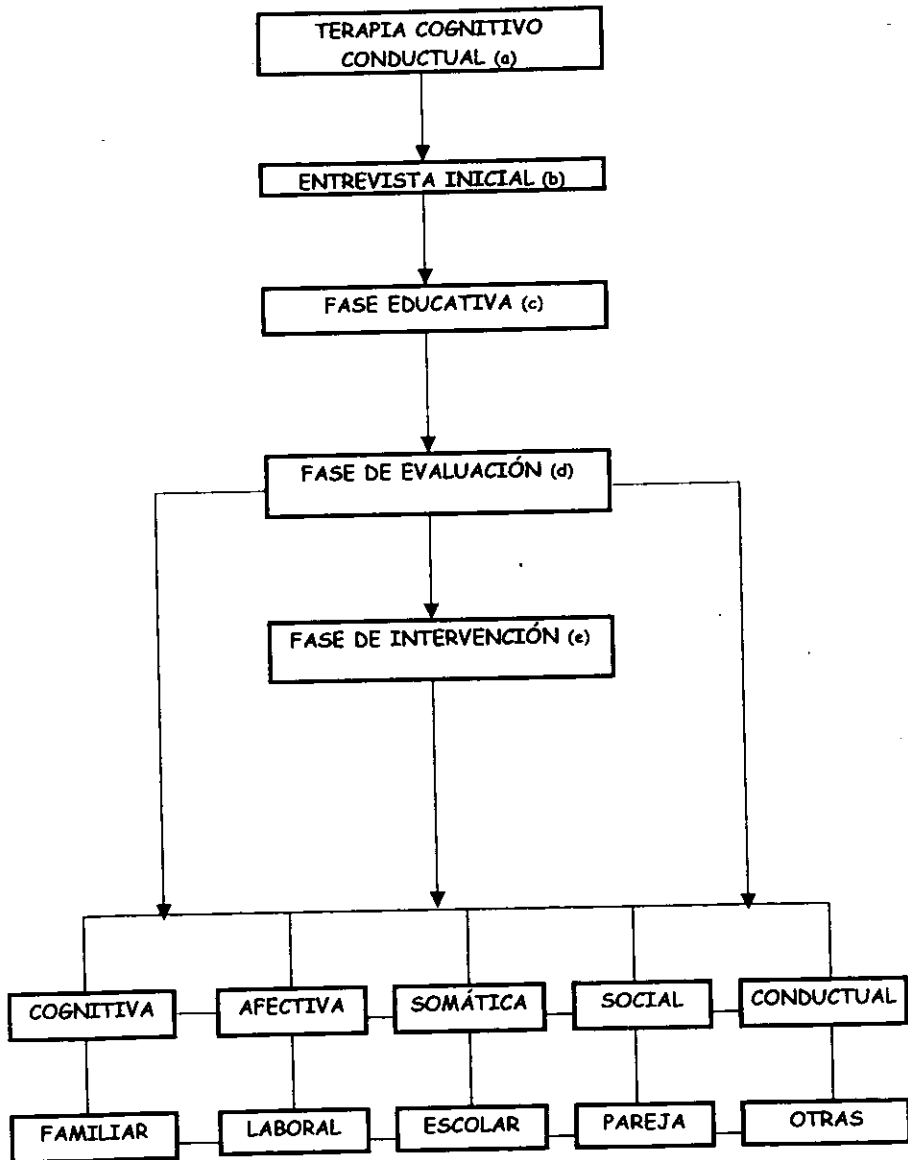 TERAPIA COGNITIVO
CONDUCTUAL (a)
ENTREVISTA INICIAL (b)
FASE EDUCATIVA (c)
FASE DE EVALUACIÓN (d)
FASE DE INTERVENCIÓN (e)
COGNITIVA
AFECTIVA
SOMÁTICA
SOCIAL
CONDUCTUAL
FAMILIAR
LABORAL
ESCOLAR
PAREJA
OTRAS